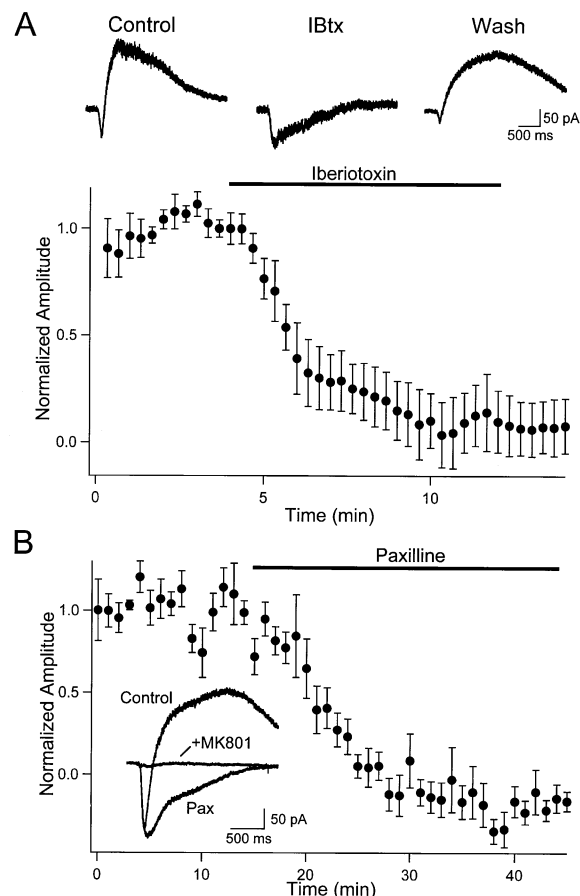 A
Control IBtx Wash
50 pA
500 ms
Iberiotoxin
Normalized Amplitude
1.0
0.5
0.0
0 5 10
Time (min)
B
Paxilline
Normalized Amplitude
1.0
0.5
0.0
Control
+MK801
Pax
50 pA
500 ms
0 10 20 30 40
Time (min)